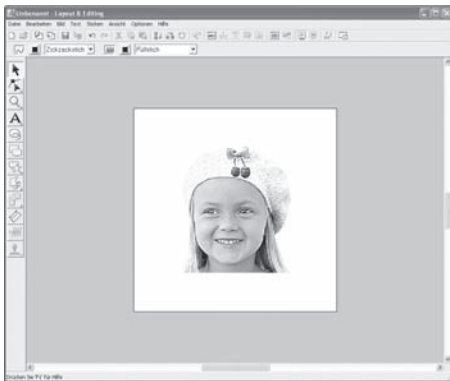 Unbenannt - Layout & Editing
Datei Bearbeiten Bild Text Sticken Ansicht Optionen Hilfe
Zickzackstich Füllstich
A
Drücken Sie F1 für Hilfe